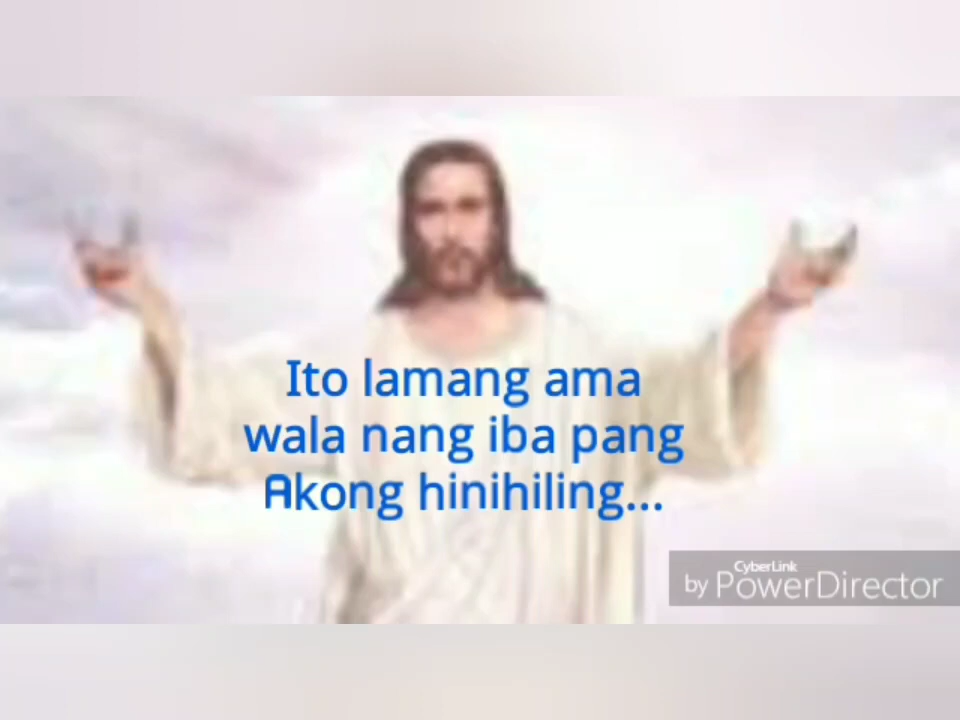 Ito lamang ama
wala nang iba pang
Akong hinihiling...
CyberLink
by PowerDirector